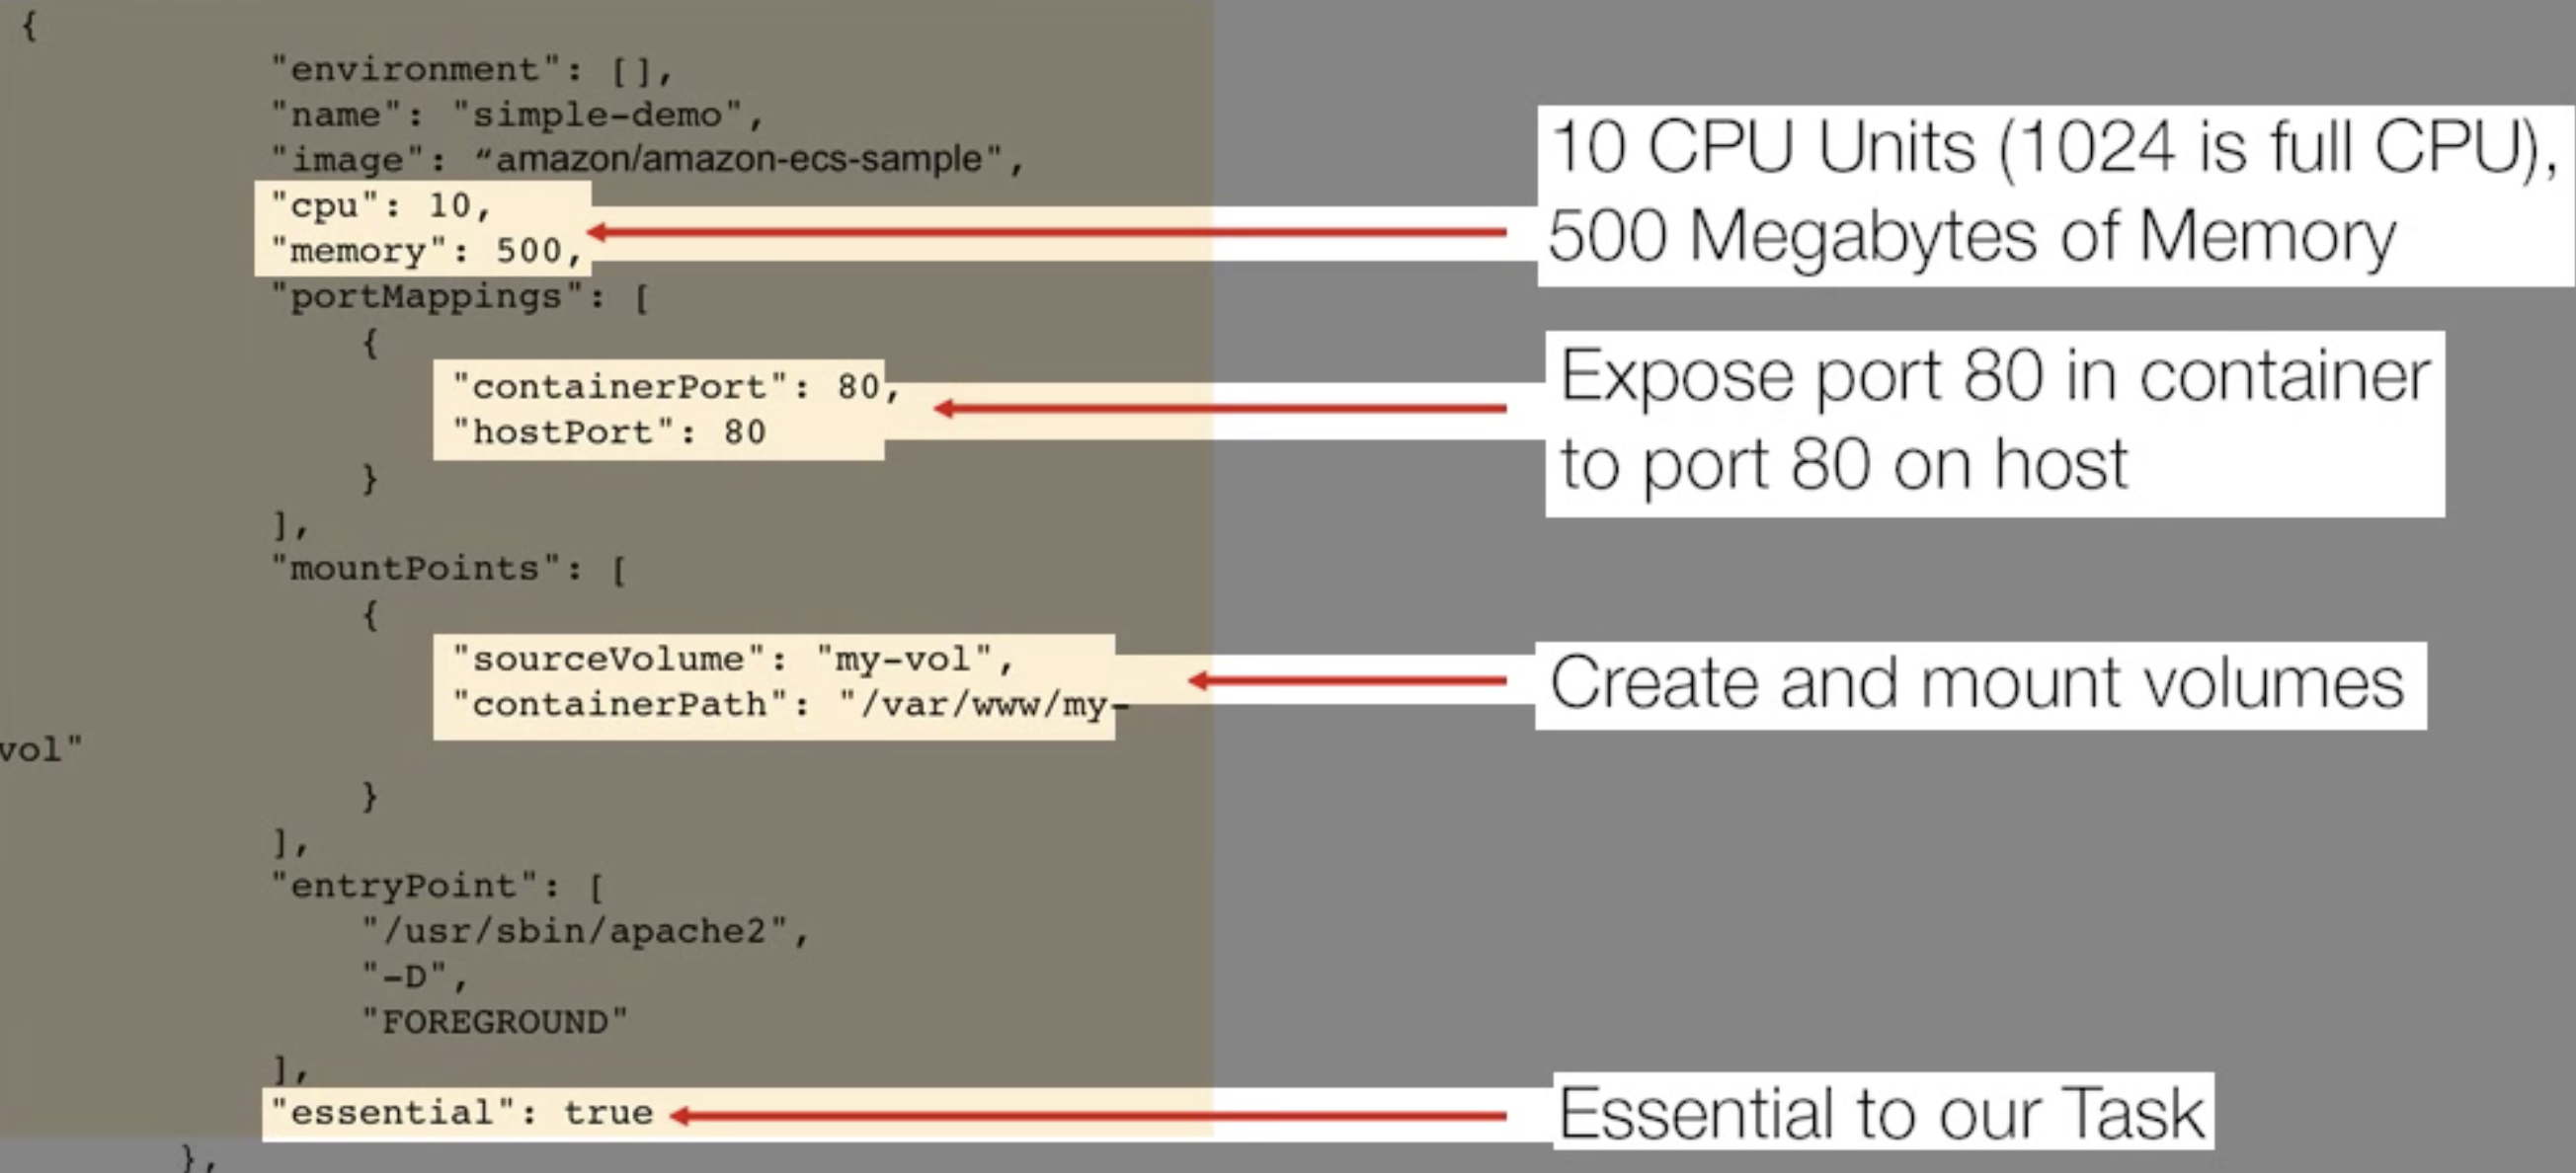 {
"environment": [],
"name": "simple-demo",
"image": “amazon/amazon-ecs-sample",
"cpu": 10,
"memory": 500,
10 CPU Units (1024 is full CPU),
500 Megabytes of Memory
"portMappings": [
{
"containerPort": 80,
"hostPort": 80
Expose port 80 in container
to port 80 on host
}
],
"mountPoints": [
{
"sourceVolume": "my-vol",
"containerPath": "/var/www/my-
vol"
Create and mount volumes
}
],
"entryPoint": [
"/usr/sbin/apache2",
"-D",
"FOREGROUND"
],
"essential": true
Essential to our Task
},